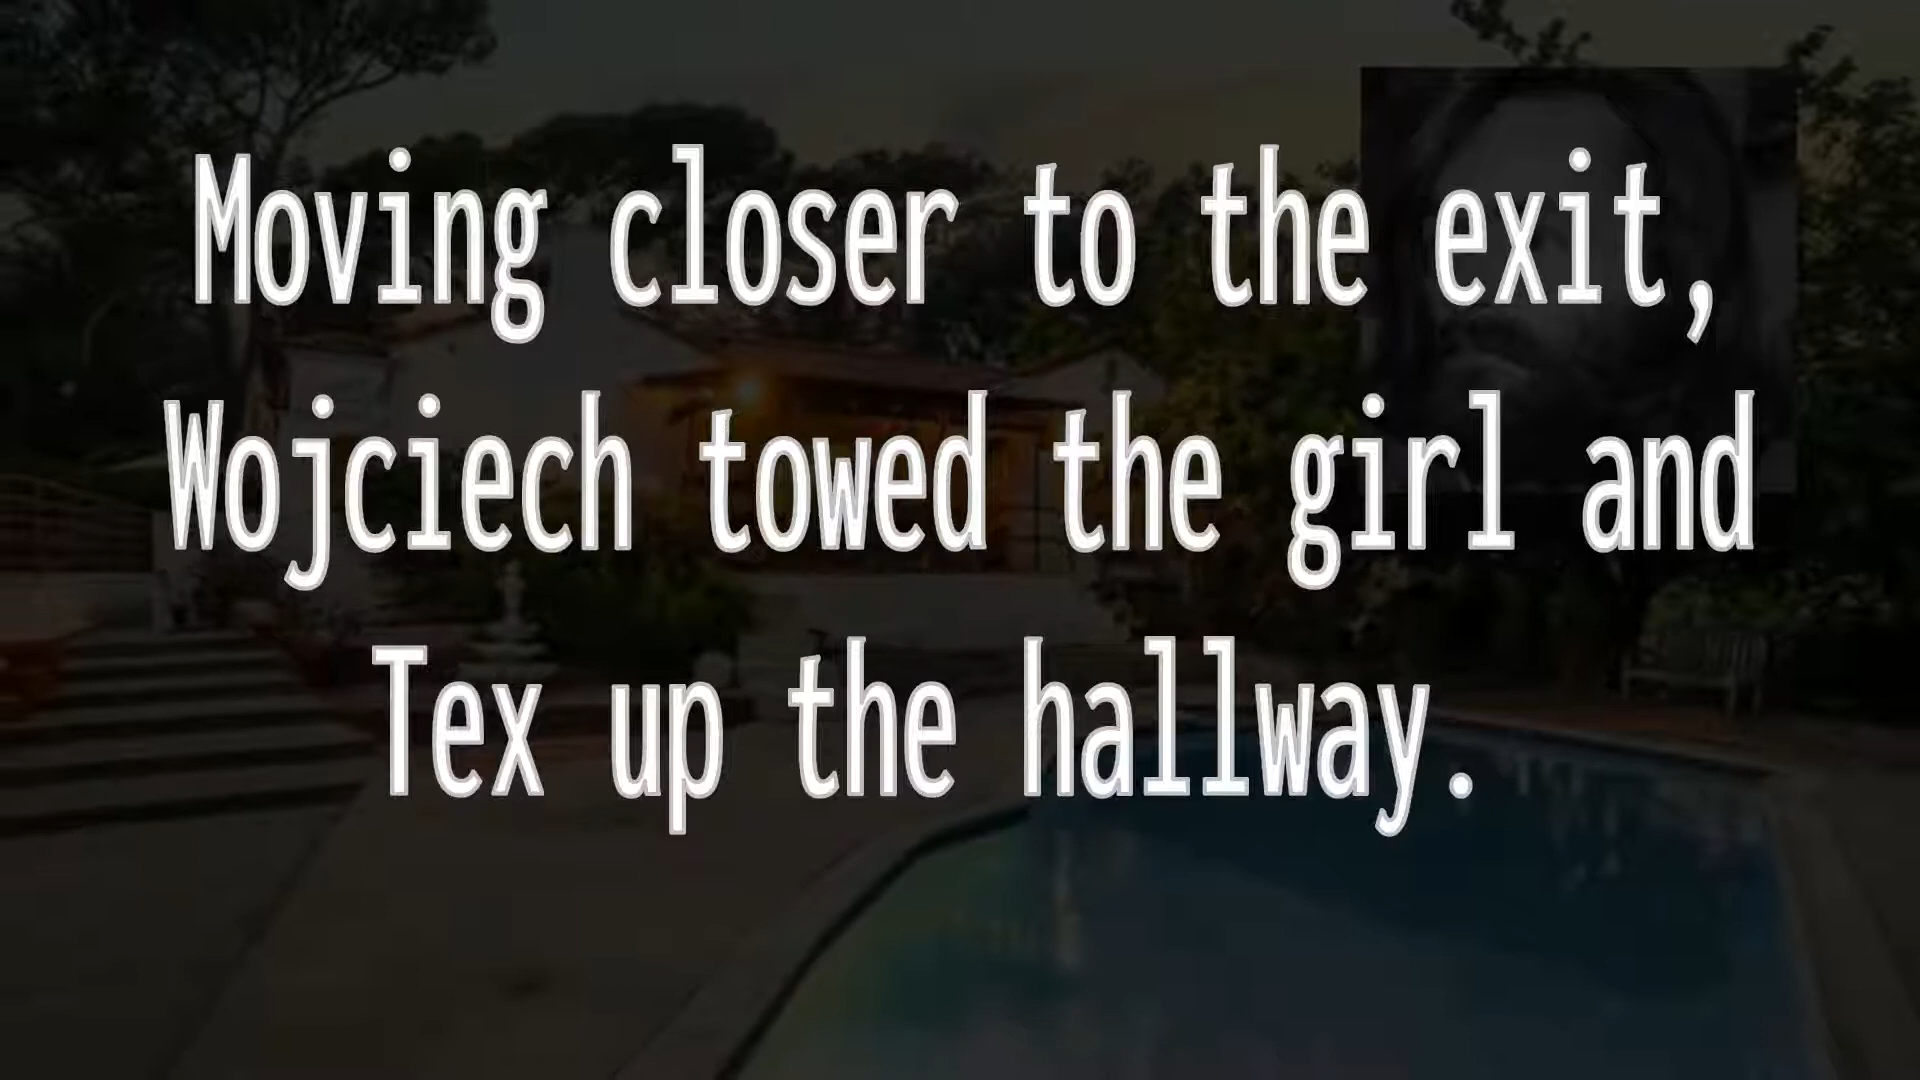 Moving closer to the exit,
Wojciech towed the girl and
Tex up the hallway.